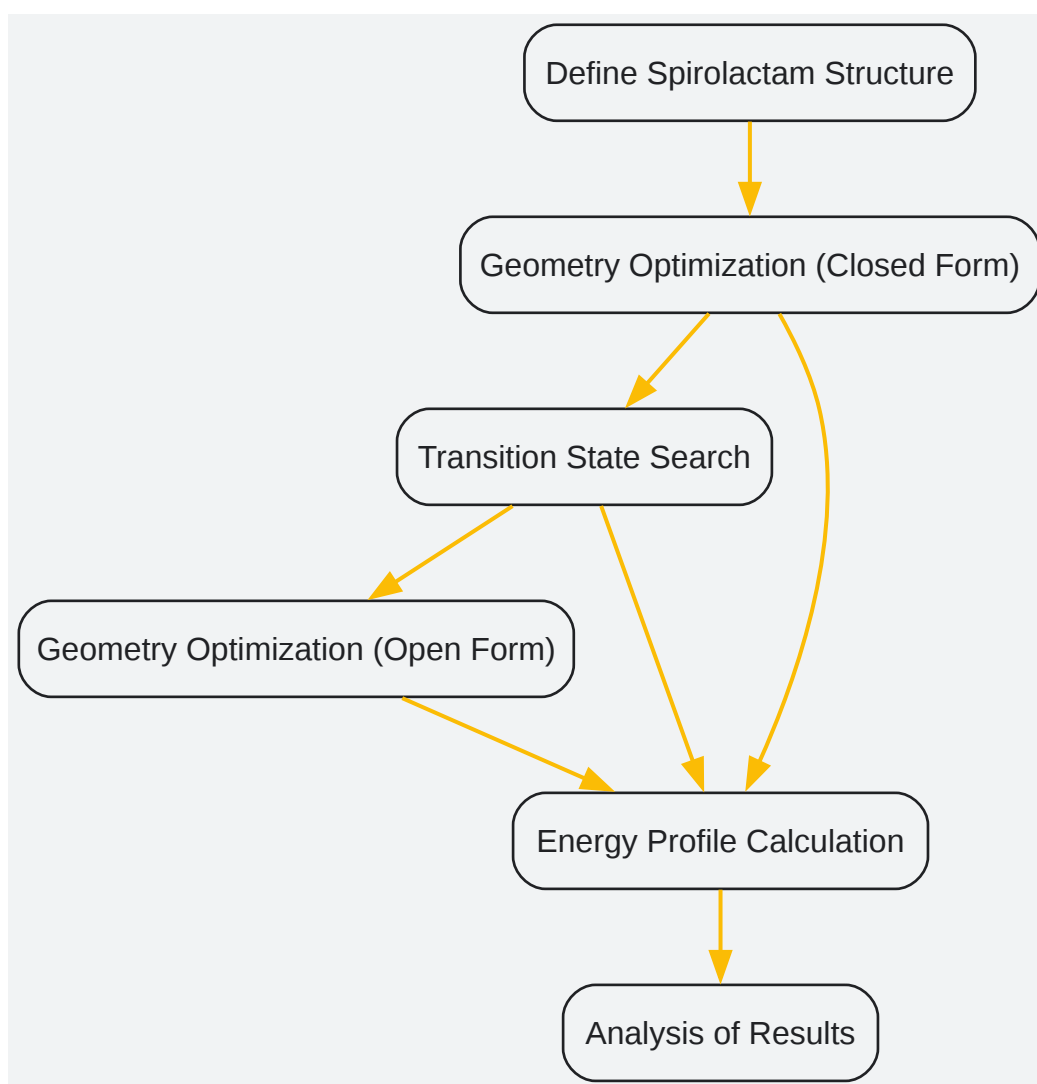 Define Spirolactam Structure
Geometry Optimization (Closed Form)
Transition State Search
Geometry Optimization (Open Form)
Energy Profile Calculation
Analysis of Results